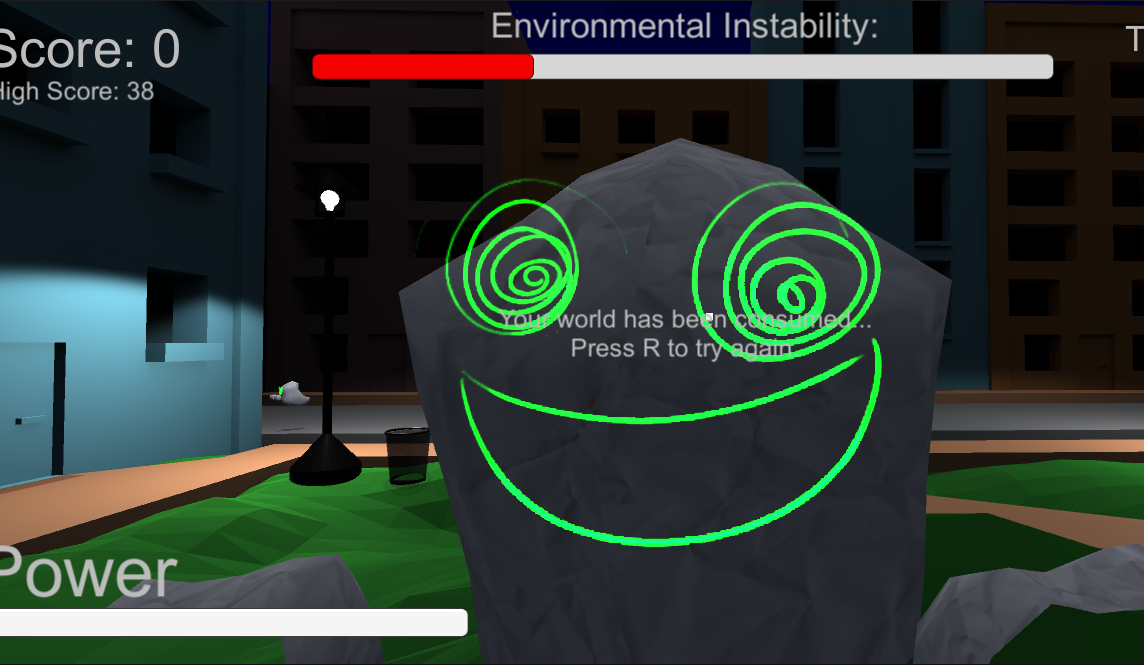 Environmental Instability:
Score: 0
T
High Score: 38
Your world has been consumed...
Press R to try again
Power